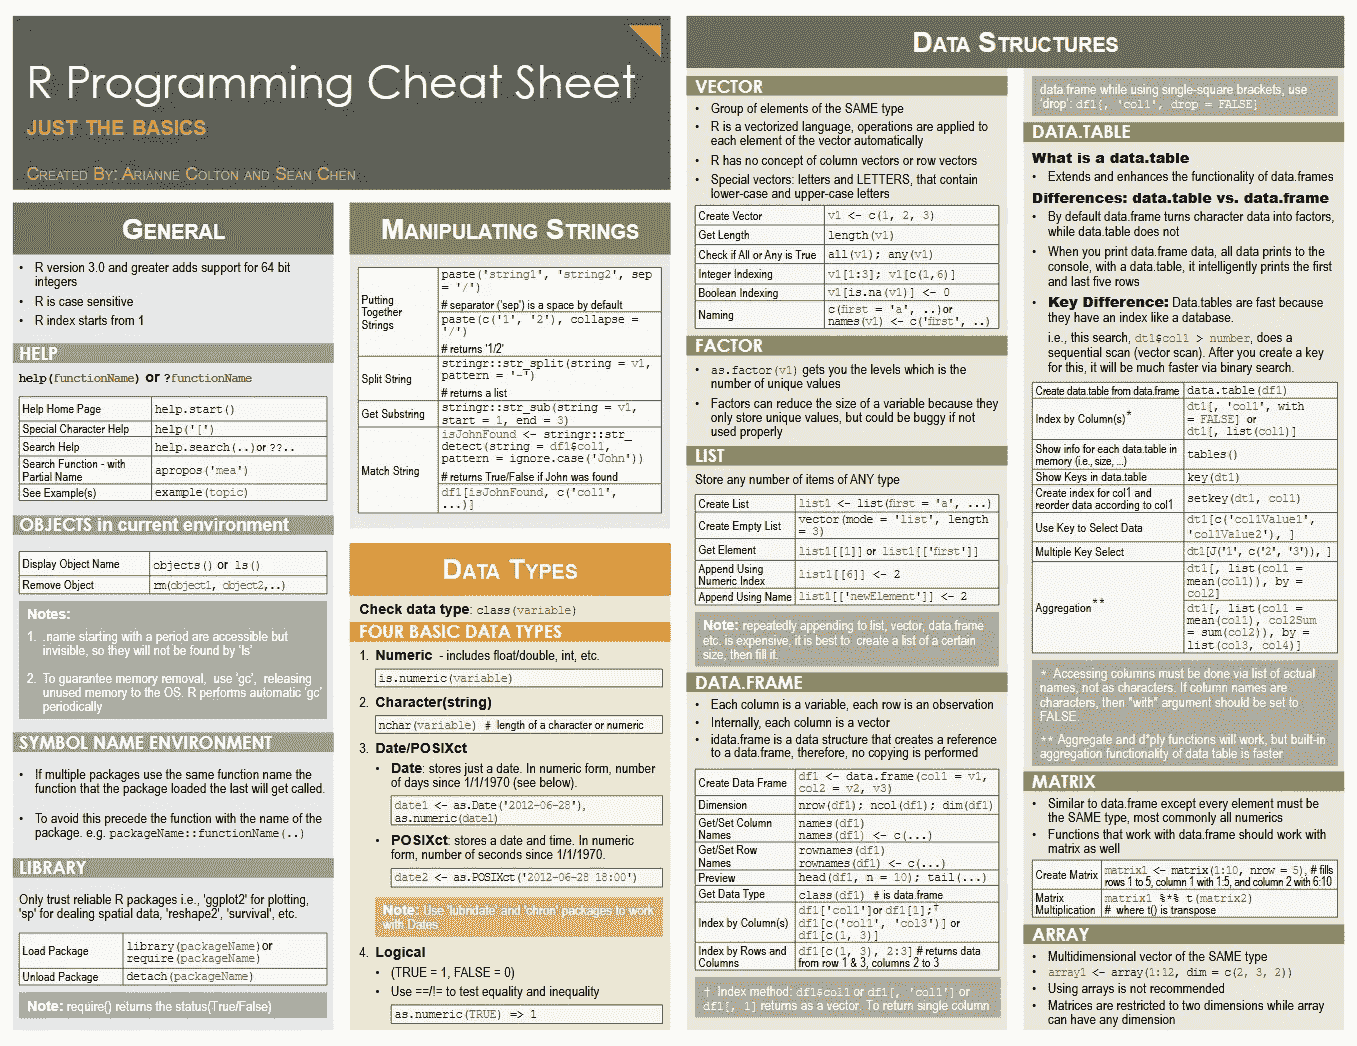 R Programming Cheat Sheet
JUST THE BASICS
CREATED BY: ARIANNE COLTON AND SEAN CHEN
GENERAL
• R version 3.0 and greater adds support for 64 bit
integers
• R is case sensitive
• R index starts from 1
HELP
help(functionName) or ?functionName
Help Home Page help.start()
Special Character Help help('[')
Search Help help.search(..)or ??..
Search Function - with
Partial Name apropos('mea')
See Example(s) example(topic)
OBJECTS in current environment
Display Object Name objects() or ls()
Remove Object rm(object1, object2,..)
Notes:
1. .name starting with a period are accessible but
invisible, so they will not be found by 'ls'
2. To guarantee memory removal, use 'gc', releasing
unused memory to the OS. R performs automatic 'gc'
periodically
SYMBOL NAME ENVIRONMENT
• If multiple packages use the same function name the
function that the package loaded the last will get called.
• To avoid this precede the function with the name of the
package. e.g. packageName::functionName(..)
LIBRARY
Only trust reliable R packages i.e., 'ggplot2' for plotting,
'sp' for dealing spatial data, 'reshape2', 'survival', etc.
Load Package library(packageName)or
require(packageName)
Unload Package detach(packageName)
Note: require() returns the status(True/False)
MANIPULATING STRINGS
Putting
Together
Strings
paste('string1', 'string2', sep
= '/')
# separator ('sep') is a space by default
paste(c('1', '2'), collapse =
'/')
# returns '1/2'
Split String
stringr::str_split(string = v1,
pattern = '-')
# returns a list
Get Substring
stringr::str_sub(string = v1,
start = 1, end = 3)
Match String
isJohnFound <- stringr::str_
detect(string = df1$col1,
pattern = ignore.case('John'))
# returns True/False if John was found
df1[isJohnFound, c('col1',
...)]
DATA TYPES
Check data type: class(variable)
FOUR BASIC DATA TYPES
1. Numeric - includes float/double, int, etc.
is.numeric(variable)
2. Character(string)
nchar(variable) # length of a character or numeric
3. Date/POSIXct
• Date: stores just a date. In numeric form, number
of days since 1/1/1970 (see below).
date1 <- as.Date('2012-06-28'),
as.numeric(date1)
• POSIXct: stores a date and time. In numeric
form, number of seconds since 1/1/1970.
date2 <- as.POSIXct('2012-06-28 18:00')
Note: Use 'lubridate' and 'chron' packages to work
with Dates
4. Logical
• (TRUE = 1, FALSE = 0)
• Use ==/!= to test equality and inequality
as.numeric(TRUE) => 1
DATA STRUCTURES
VECTOR
• Group of elements of the SAME type
• R is a vectorized language, operations are applied to
each element of the vector automatically
• R has no concept of column vectors or row vectors
• Special vectors: letters and LETTERS, that contain
lower-case and upper-case letters
Create Vector v1 <- c(1, 2, 3)
Get Length length(v1)
Check if All or Any is True all(v1); any(v1)
Integer Indexing v1[1:3]; v1[c(1,6)]
Boolean Indexing v1[is.na(v1)] <- 0
Naming c(first = 'a', ..)or
names(v1) <- c('first', ..)
FACTOR
• as.factor(v1) gets you the levels which is the
number of unique values
• Factors can reduce the size of a variable because they
only store unique values, but could be buggy if not
used properly
LIST
Store any number of items of ANY type
Create List list1 <- list(first = 'a', ...)
Create Empty List vector(mode = 'list', length
= 3)
Get Element list1[[1]] or list1[['first']]
Append Using
Numeric Index list1[[6]] <- 2
Append Using Name list1[['newElement']] <- 2
Note: repeatedly appending to list, vector, data.frame
etc. is expensive, it is best to create a list of a certain
size, then fill it.
DATA.FRAME
• Each column is a variable, each row is an observation
• Internally, each column is a vector
• idata.frame is a data structure that creates a reference
to a data.frame, therefore, no copying is performed
Create Data Frame df1 <- data.frame(col1 = v1,
col2 = v2, v3)
Dimension nrow(df1); ncol(df1); dim(df1)
Get/Set Column
Names
names(df1)
names(df1) <- c(...)
Get/Set Row
Names
rownames(df1)
rownames(df1) <- c(...)
Preview head(df1, n = 10); tail(...)
Get Data Type class(df1) # is data.frame
Index by Column(s)
df1['col1']or df1[1];†
df1[c('col1', 'col3')] or
df1[c(1, 3)]
Index by Rows and
Columns
df1[c(1, 3), 2:3] # returns data
from row 1 & 3, columns 2 to 3
† Index method: df1$col1 or df1[, 'col1'] or
df1[, 1] returns as a vector. To return single column
data.frame while using single-square brackets, use
'drop': df1[, 'col1', drop = FALSE]
DATA.TABLE
What is a data.table
• Extends and enhances the functionality of data.frames
Differences: data.table vs. data.frame
• By default data.frame turns character data into factors,
while data.table does not
• When you print data.frame data, all data prints to the
console, with a data.table, it intelligently prints the first
and last five rows
• Key Difference: Data.tables are fast because
they have an index like a database.
i.e., this search, dt1$col1 > number, does a
sequential scan (vector scan). After you create a key
for this, it will be much faster via binary search.
Create data.table from data.frame data.table(df1)
Index by Column(s)*
dt1[, 'col1', with
= FALSE] or
dt1[, list(col1)]
Show info for each data.table in
memory (i.e., size, ...) tables()
Show Keys in data.table key(dt1)
Create index for col1 and
reorder data according to col1 setkey(dt1, col1)
Use Key to Select Data
dt1[c('col1Value1',
'col1Value2'), ]
Multiple Key Select dt1[J('1', c('2', '3')), ]
Aggregation**
dt1[, list(col1 =
mean(col1)), by =
col2]
dt1[, list(col1 =
mean(col1), col2Sum
= sum(col2)), by =
list(col3, col4)]
* Accessing columns must be done via list of actual
names, not as characters. If column names are
characters, then "with" argument should be set to
FALSE.
** Aggregate and d*ply functions will work, but built-in
aggregation functionality of data table is faster
MATRIX
• Similar to data.frame except every element must be
the SAME type, most commonly all numerics
• Functions that work with data.frame should work with
matrix as well
Create Matrix matrix1 <- matrix(1:10, nrow = 5), # fills
rows 1 to 5, column 1 with 1:5, and column 2 with 6:10
Matrix
Multiplication
matrix1 %*% t(matrix2)
# where t() is transpose
ARRAY
• Multidimensional vector of the SAME type
• array1 <- array(1:12, dim = c(2, 3, 2))
• Using arrays is not recommended
• Matrices are restricted to two dimensions while array
can have any dimension